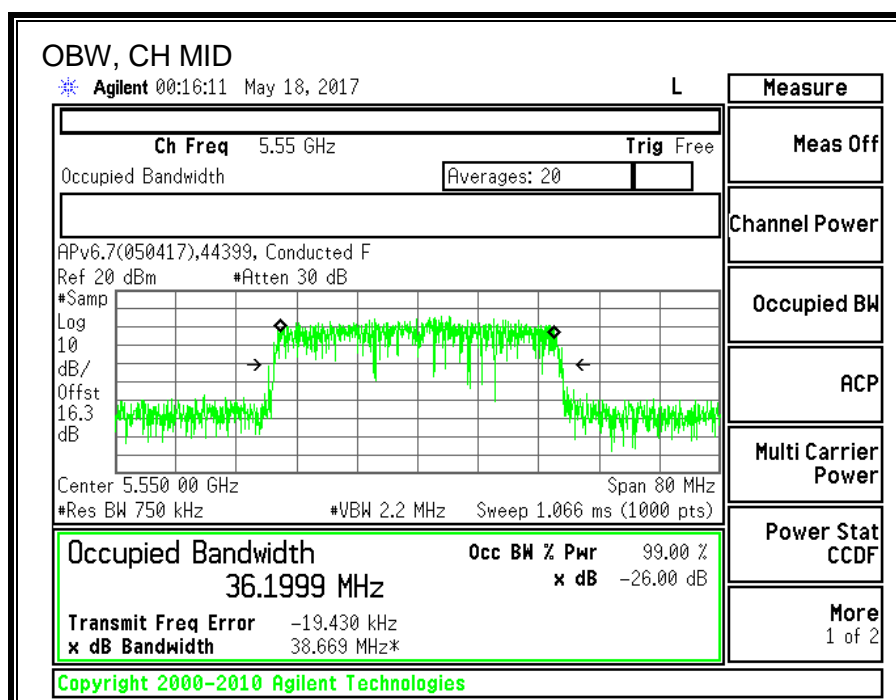 OBW, CH MID
Agilent 00:16:11 May 18, 2017 L
Measure
Ch Freq 5.55 GHz Trig Free
Meas Off
Occupied Bandwidth Averages: 20
Channel Power
APv6.7(050417),44399, Conducted F
Ref 20 dBm #Atten 30 dB
#Samp
Log
10
dB/
Offst
16.3
dB
Occupied BW
ACP
Multi Carrier
Power
Center 5.550 00 GHz Span 80 MHz
#Res BW 750 kHz #VBW 2.2 MHz Sweep 1.066 ms (1000 pts)
Power Stat
CCDF
Occupied Bandwidth Occ BW % Pwr 99.00 %
36.1999 MHz x dB -26.00 dB
Transmit Freq Error -19.430 kHz
x dB Bandwidth 38.669 MHz*
More
1 of 2
Copyright 2000-2010 Agilent Technologies